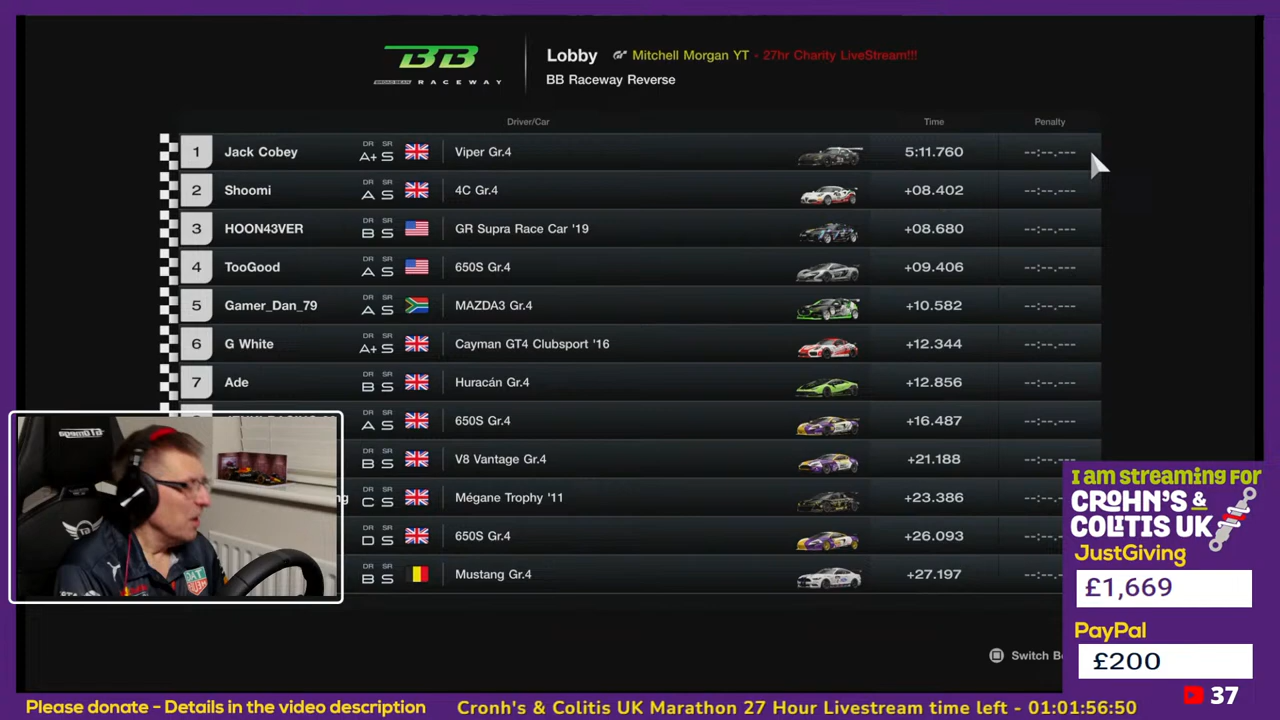 BB
RACEWAY
Lobby Mitchell Morgan YT - 27hr Charity LiveStream!!!
BB Raceway Reverse
Driver/Car Time Penalty
1 Jack Cobey DR A+ SR S Viper Gr.4 5:11.760 --:--.---
2 Shoomi DR A SR S 4C Gr.4 +08.402 --:--.---
3 HOON43VER DR B SR S GR Supra Race Car '19 +08.680 --:--.---
4 TooGood DR A SR S 650S Gr.4 +09.406 --:--.---
5 Gamer_Dan_79 DR A SR S MAZDA3 Gr.4 +10.582 --:--.---
6 G White DR A+ SR S Cayman GT4 Clubsport '16 +12.344 --:--.---
7 Ade DR B SR S Huracán Gr.4 +12.856 --:--.---
DR A SR S 650S Gr.4 +16.487 --:--.---
DR B SR S V8 Vantage Gr.4 +21.188 --:--.---
DR C SR S Mégane Trophy '11 +23.386 --:--.---
DR D SR S 650S Gr.4 +26.093
DR B SR S Mustang Gr.4 +27.197
Switch
GTOmega
I am streaming for
CROHN'S &
COLITIS UK
JustGiving
£1,669
PayPal
£200
37
Please donate - Details in the video description Cronh's & Colitis UK Marathon 27 Hour Livestream time left - 01:01:56:50